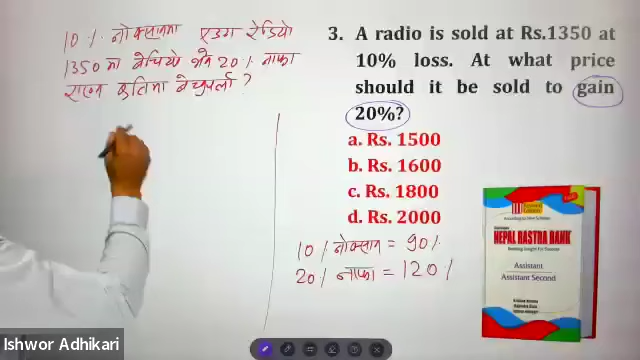 10 % नोक्सानमा एउटा रेडियो
1350 मा बेचियो भने 20 % नाफा
राख्न कतिमा बेच्नुपर्ला ?
3. A radio is sold at Rs.1350 at
10% loss. At what price
should it be sold to gain
20%?
a. Rs. 1500
b. Rs. 1600
c. Rs. 1800
d. Rs. 2000
10 % नोक्सान = 90 %
20 % नाफा = 120 %
NEPAL RASTRA BANK
Assistant
Assistant Second
Ishwor Adhikari